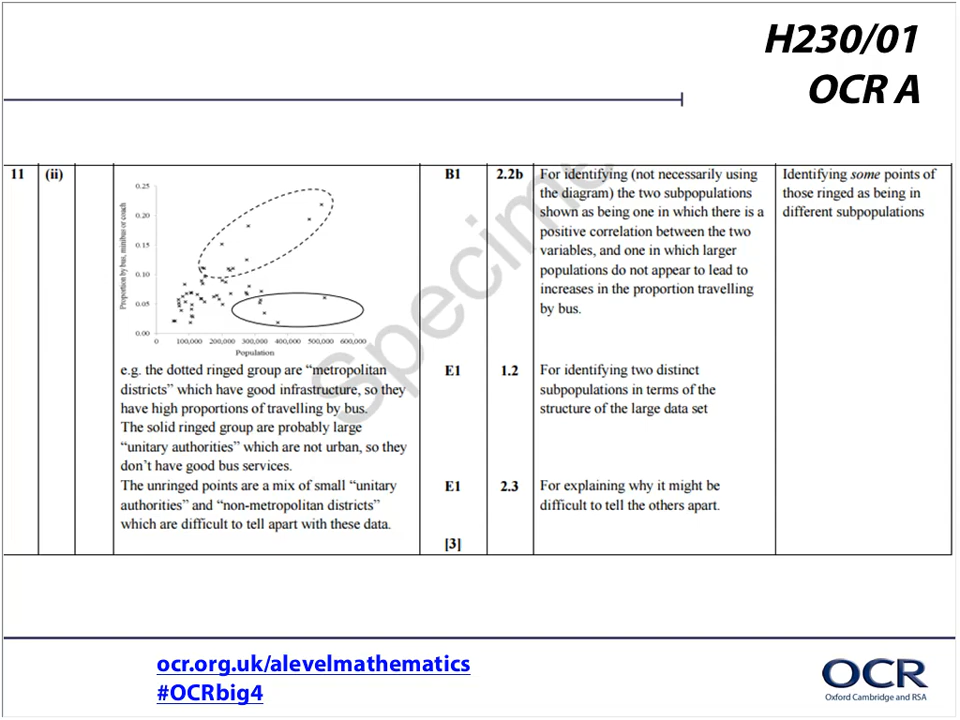 H230/01
OCR A
11 (ii)
0.25
0.20
0.15
0.10
0.05
0.00
Proportion by bus, minibus or coach
0 100,000 200,000 300,000 400,000 500,000 600,000
Population
e.g. the dotted ringed group are “metropolitan
districts” which have good infrastructure, so they
have high proportions of travelling by bus.
The solid ringed group are probably large
“unitary authorities” which are not urban, so they
don’t have good bus services.
The unringed points are a mix of small “unitary
authorities” and “non-metropolitan districts”
which are difficult to tell apart with these data.
B1
E1
E1
[3]
2.2b
1.2
2.3
For identifying (not necessarily using
the diagram) the two subpopulations
shown as being one in which there is a
positive correlation between the two
variables, and one in which larger
populations do not appear to lead to
increases in the proportion travelling
by bus.
For identifying two distinct
subpopulations in terms of the
structure of the large data set
For explaining why it might be
difficult to tell the others apart.
Identifying some points of
those ringed as being in
different subpopulations
Specime
ocr.org.uk/alevelmathematics
#OCRbig4
OCR
Oxford Cambridge and RSA